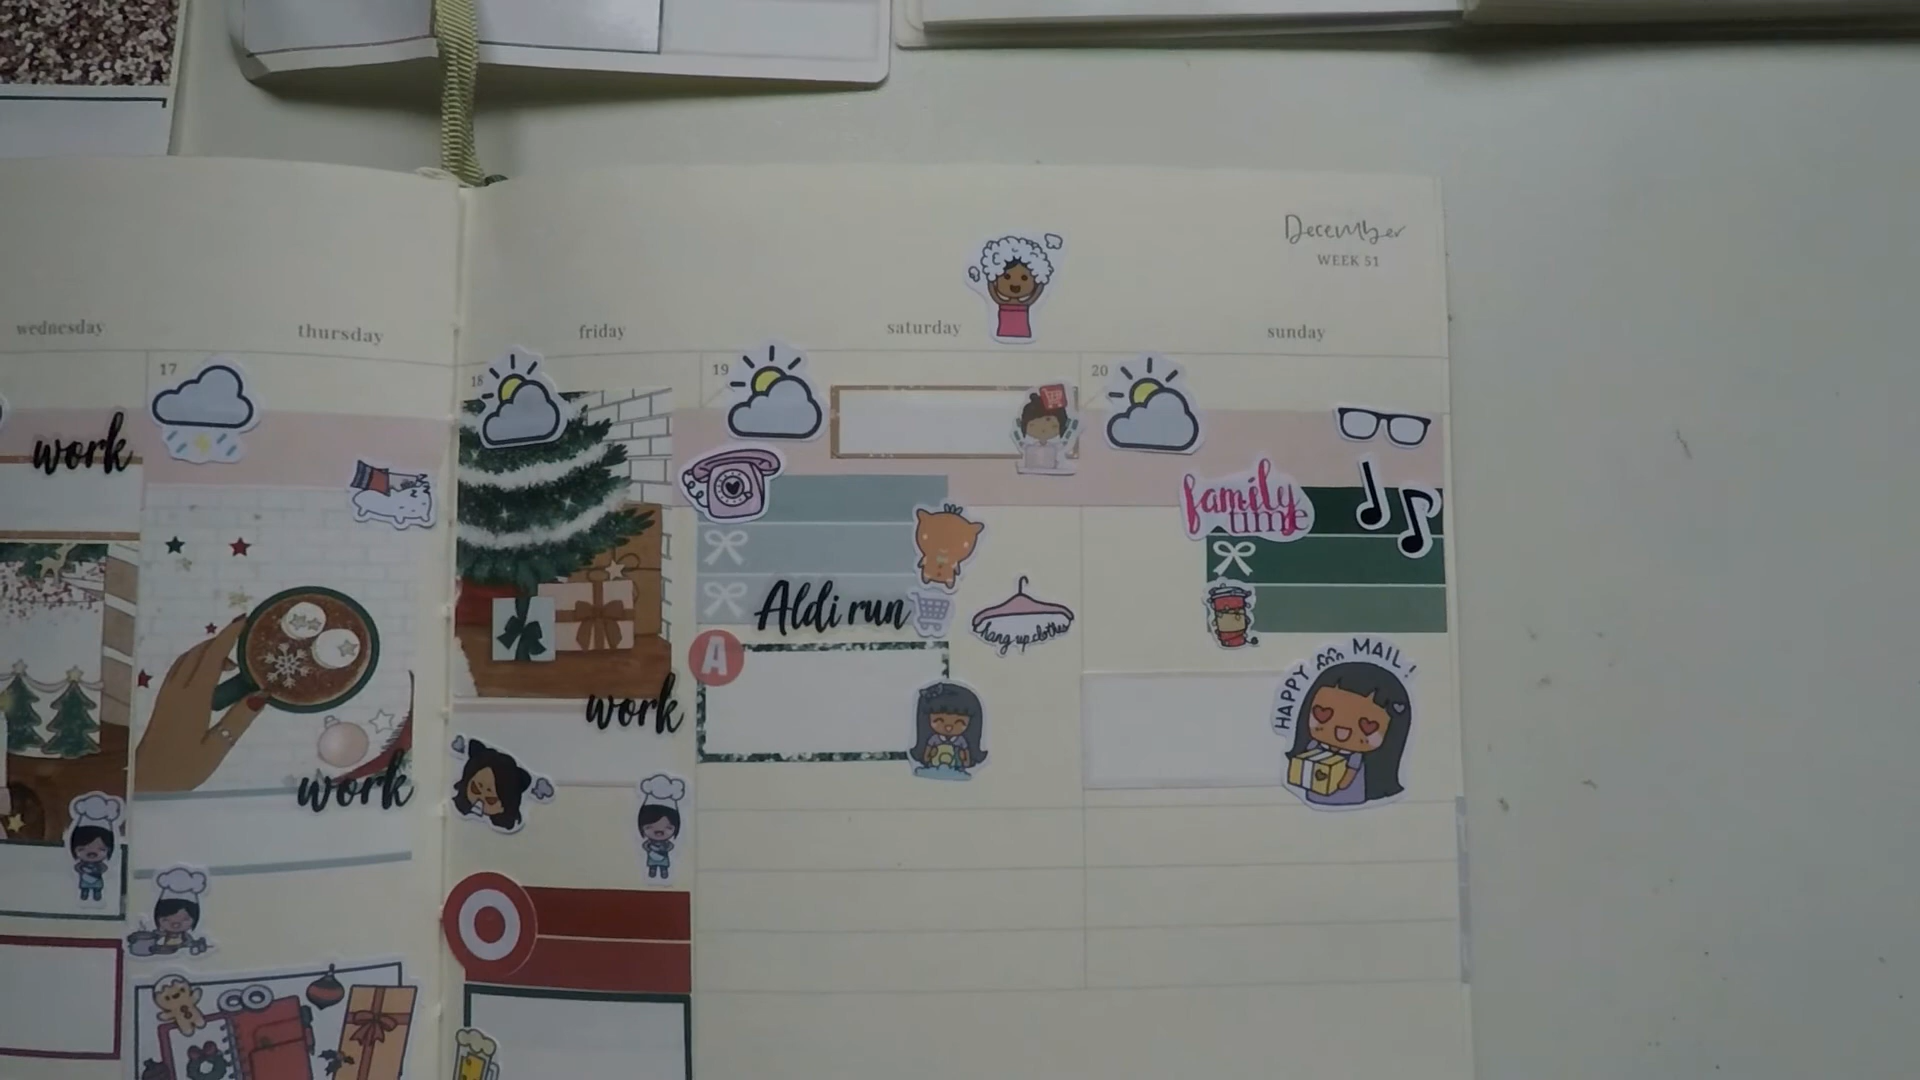 December
WEEK 51
wednesday
thursday
friday
saturday
sunday
17
18
19
20
work
family
time
Aldi run
hang up clothes
A
HAPPY MAIL!
work
work